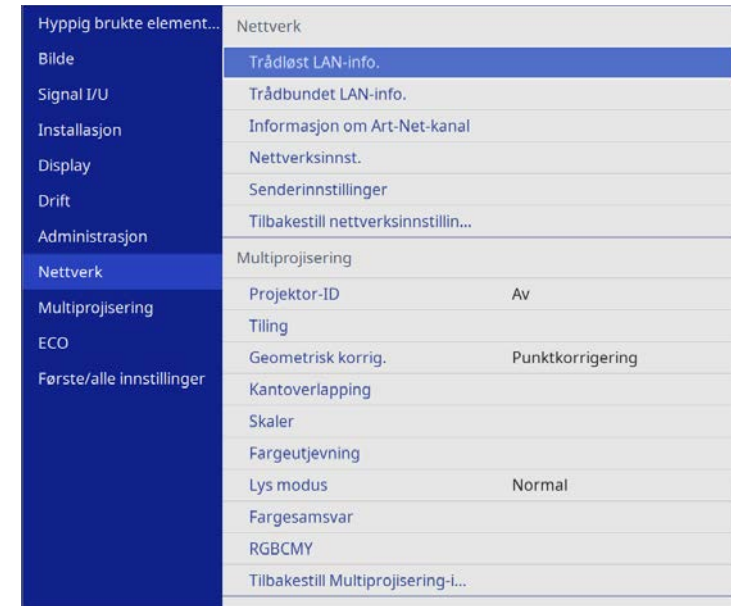 Hyppig brukte element...
Bilde
Signal I/U
Installasjon
Display
Drift
Administrasjon
Nettverk
Multiprojisering
ECO
Første/alle innstillinger
Nettverk
Trådløst LAN-info.
Trådbundet LAN-info.
Informasjon om Art-Net-kanal
Nettverksinnst.
Senderinnstillinger
Tilbakestill nettverksinnstillin...
Multiprojisering
Projektor-ID Av
Tiling
Geometrisk korrig. Punktkorrigering
Kantoverlapping
Skaler
Fargeutjevning
Lys modus Normal
Fargesamsvar
RGBCMY
Tilbakestill Multiprojisering-i...